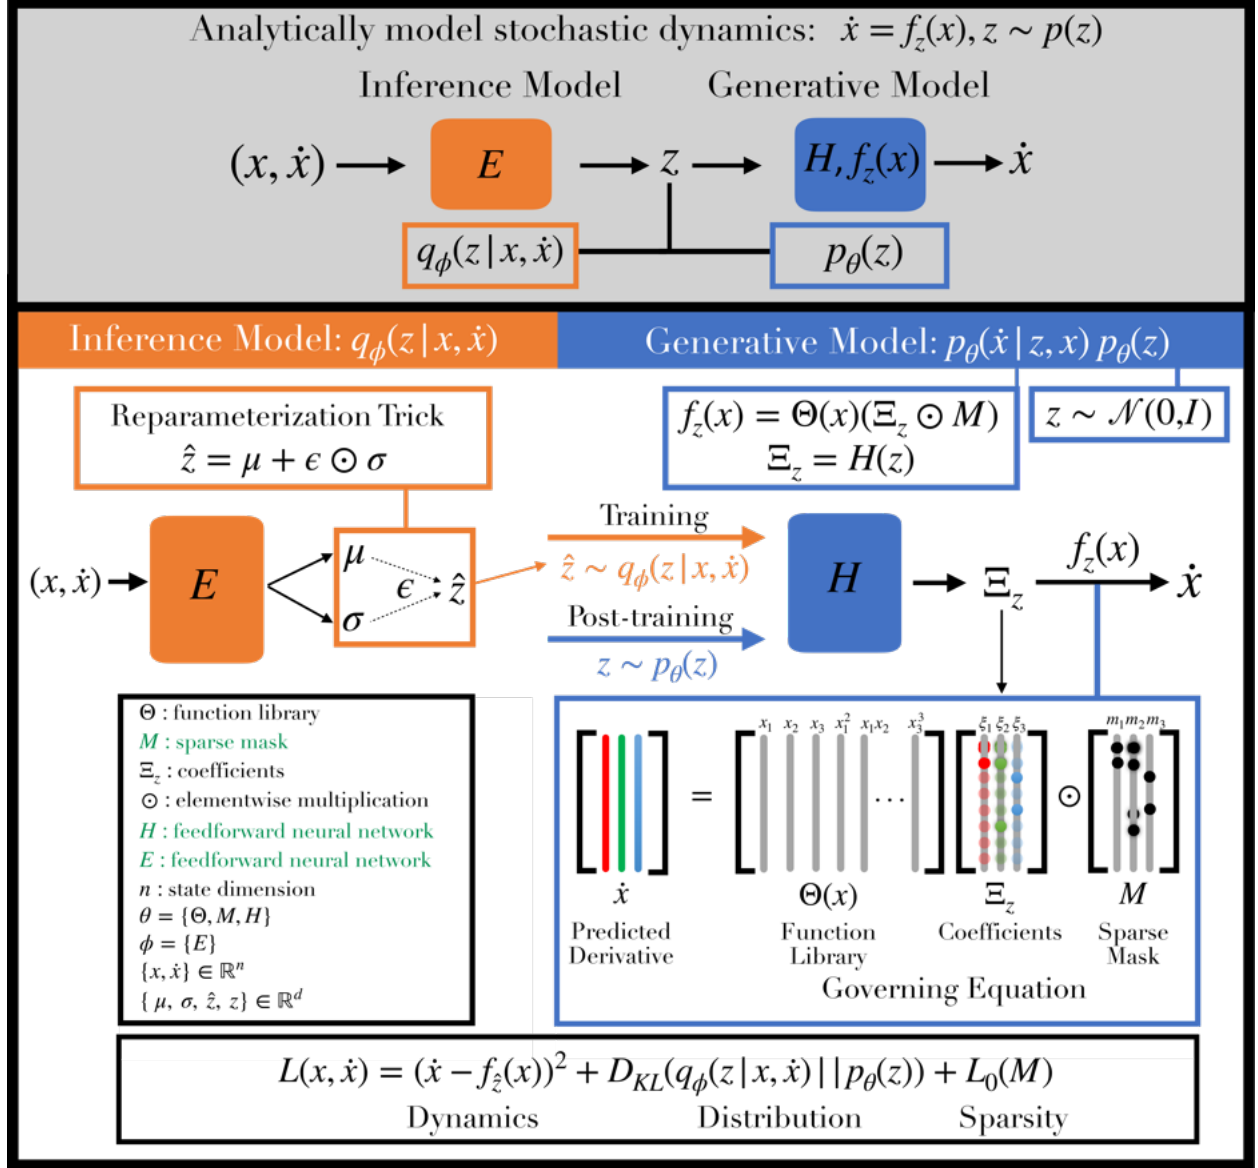 Analytically model stochastic dynamics: ẋ = f_z(x), z ∼ p(z)
Inference Model
Generative Model
(x, ẋ)
E
z
H, f_z(x)
ẋ
q_ϕ(z | x, ẋ)
p_θ(z)
Inference Model: q_ϕ(z | x, ẋ)
Generative Model: p_θ(ẋ | z, x) p_θ(z)
Reparameterization Trick
ẑ = μ + ϵ ⊙ σ
f_z(x) = Θ(x)(Ξ_z ⊙ M)
Ξ_z = H(z)
z ∼ 𝒩(0,I)
(x, ẋ)
E
μ
ϵ
ẑ
σ
Training
ẑ ∼ q_ϕ(z | x, ẋ)
Post-training
z ∼ p_θ(z)
H
Ξ_z
f_z(x)
ẋ
Θ : function library
M : sparse mask
Ξ_z : coefficients
⊙ : elementwise multiplication
H : feedforward neural network
E : feedforward neural network
n : state dimension
θ = {Θ, M, H}
ϕ = {E}
{x, ẋ} ∈ ℝ^n
{ μ, σ, ẑ, z} ∈ ℝ^d
x_1 x_2 x_3 x_1^2 x_1x_2 x_3^3
ξ_1 ξ_2 ξ_3
m_1 m_2 m_3
= … ⊙
ẋ
Θ(x)
Ξ_z
M
Predicted
Derivative
Function
Library
Coefficients
Sparse
Mask
Governing Equation
L(x, ẋ) = (ẋ − f_ẑ(x))^2 + D_KL(q_ϕ(z | x, ẋ) || p_θ(z)) + L_0(M)
Dynamics Distribution Sparsity